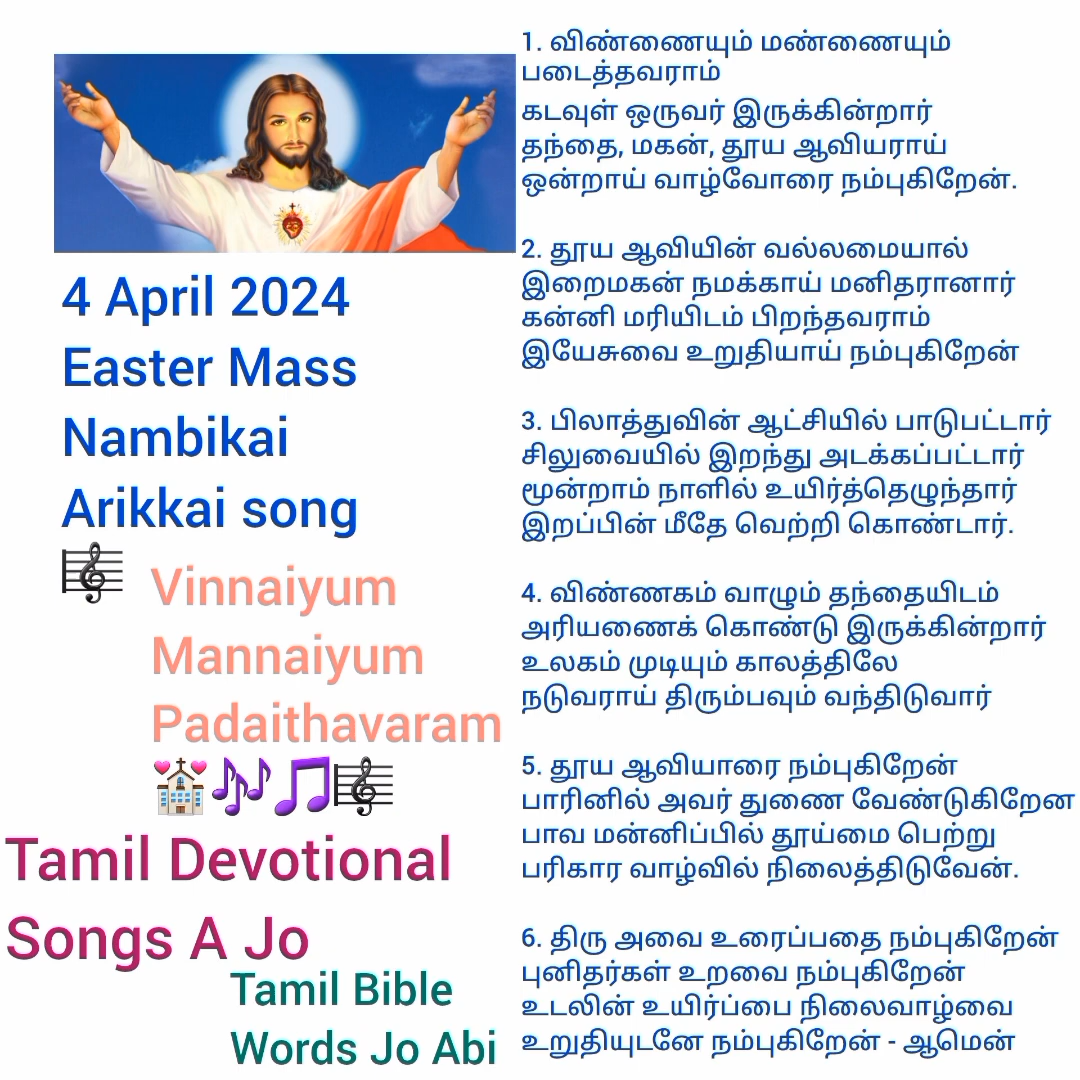 4 April 2024
Easter Mass
Nambikai
Arikkai song
Vinnaiyum
Mannaiyum
Padaithavaram
Tamil Devotional
Songs A Jo
Tamil Bible
Words Jo Abi
1. விண்ணையும் மண்ணையும்
படைத்தவராம்
கடவுள் ஒருவர் இருக்கின்றார்
தந்தை, மகன், தூய ஆவியராய்
ஒன்றாய் வாழ்வோரை நம்புகிறேன்.
2. தூய ஆவியின் வல்லமையால்
இறைமகன் நமக்காய் மனிதரானார்
கன்னி மரியிடம் பிறந்தவராம்
இயேசுவை உறுதியாய் நம்புகிறேன்
3. பிலாத்துவின் ஆட்சியில் பாடுபட்டார்
சிலுவையில் இறந்து அடக்கப்பட்டார்
மூன்றாம் நாளில் உயிர்த்தெழுந்தார்
இறப்பின் மீதே வெற்றி கொண்டார்.
4. விண்ணகம் வாழும் தந்தையிடம்
அரியணைக் கொண்டு இருக்கின்றார்
உலகம் முடியும் காலத்திலே
நடுவராய் திரும்பவும் வந்திடுவார்
5. தூய ஆவியாரை நம்புகிறேன்
பாரினில் அவர் துணை வேண்டுகிறேன
பாவ மன்னிப்பில் தூய்மை பெற்று
பரிகார வாழ்வில் நிலைத்திடுவேன்.
6. திரு அவை உரைப்பதை நம்புகிறேன்
புனிதர்கள் உறவை நம்புகிறேன்
உடலின் உயிர்ப்பை நிலைவாழ்வை
உறுதியுடனே நம்புகிறேன் - ஆமென்